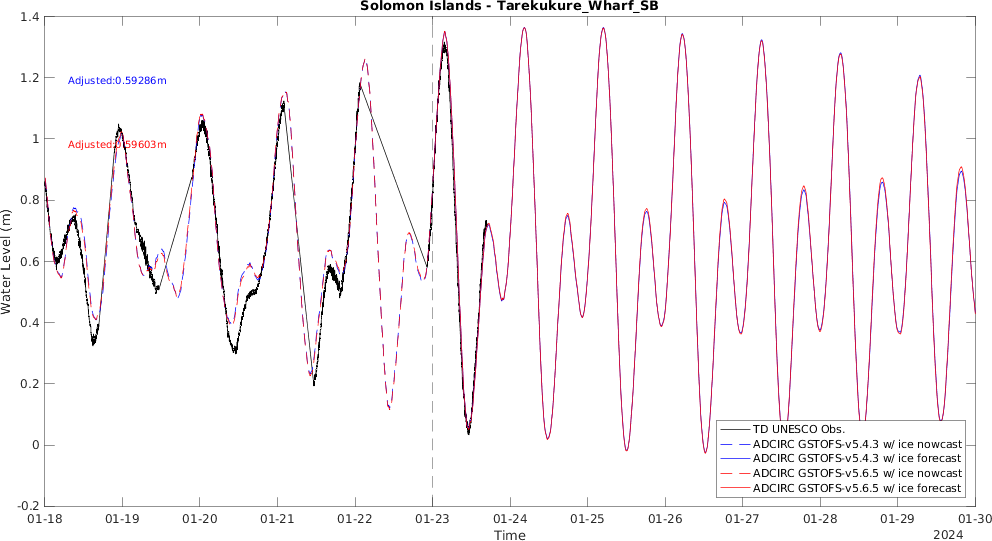 Solomon Islands - Tarekukure_Wharf_SB
1.4
1.2
1
0.8
0.6
0.4
0.2
0
-0.2
Water Level (m)
Adjusted:0.59286m
Adjusted:0.59603m
TD UNESCO Obs.
ADCIRC GSTOFS-v5.4.3 w/ ice nowcast
ADCIRC GSTOFS-v5.4.3 w/ ice forecast
ADCIRC GSTOFS-v5.6.5 w/ ice nowcast
ADCIRC GSTOFS-v5.6.5 w/ ice forecast
01-18 01-19 01-20 01-21 01-22 01-23 01-24 01-25 01-26 01-27 01-28 01-29 01-30
Time
2024